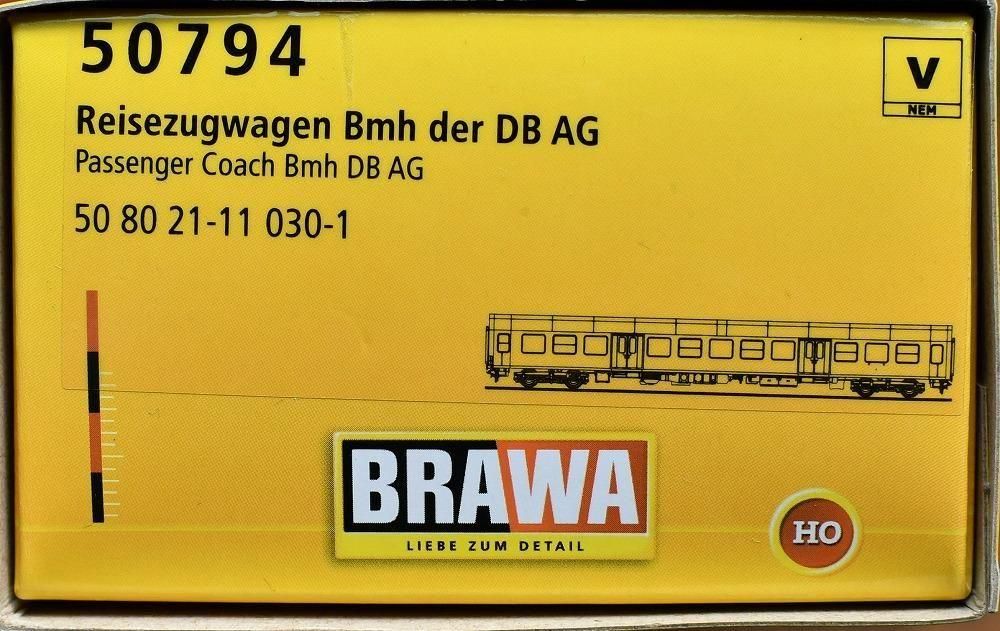 50794
V
NEM
Reisezugwagen Bmh der DB AG
Passenger Coach Bmh DB AG
50 80 21-11 030-1
BRAWA
LIEBE ZUM DETAIL
HO